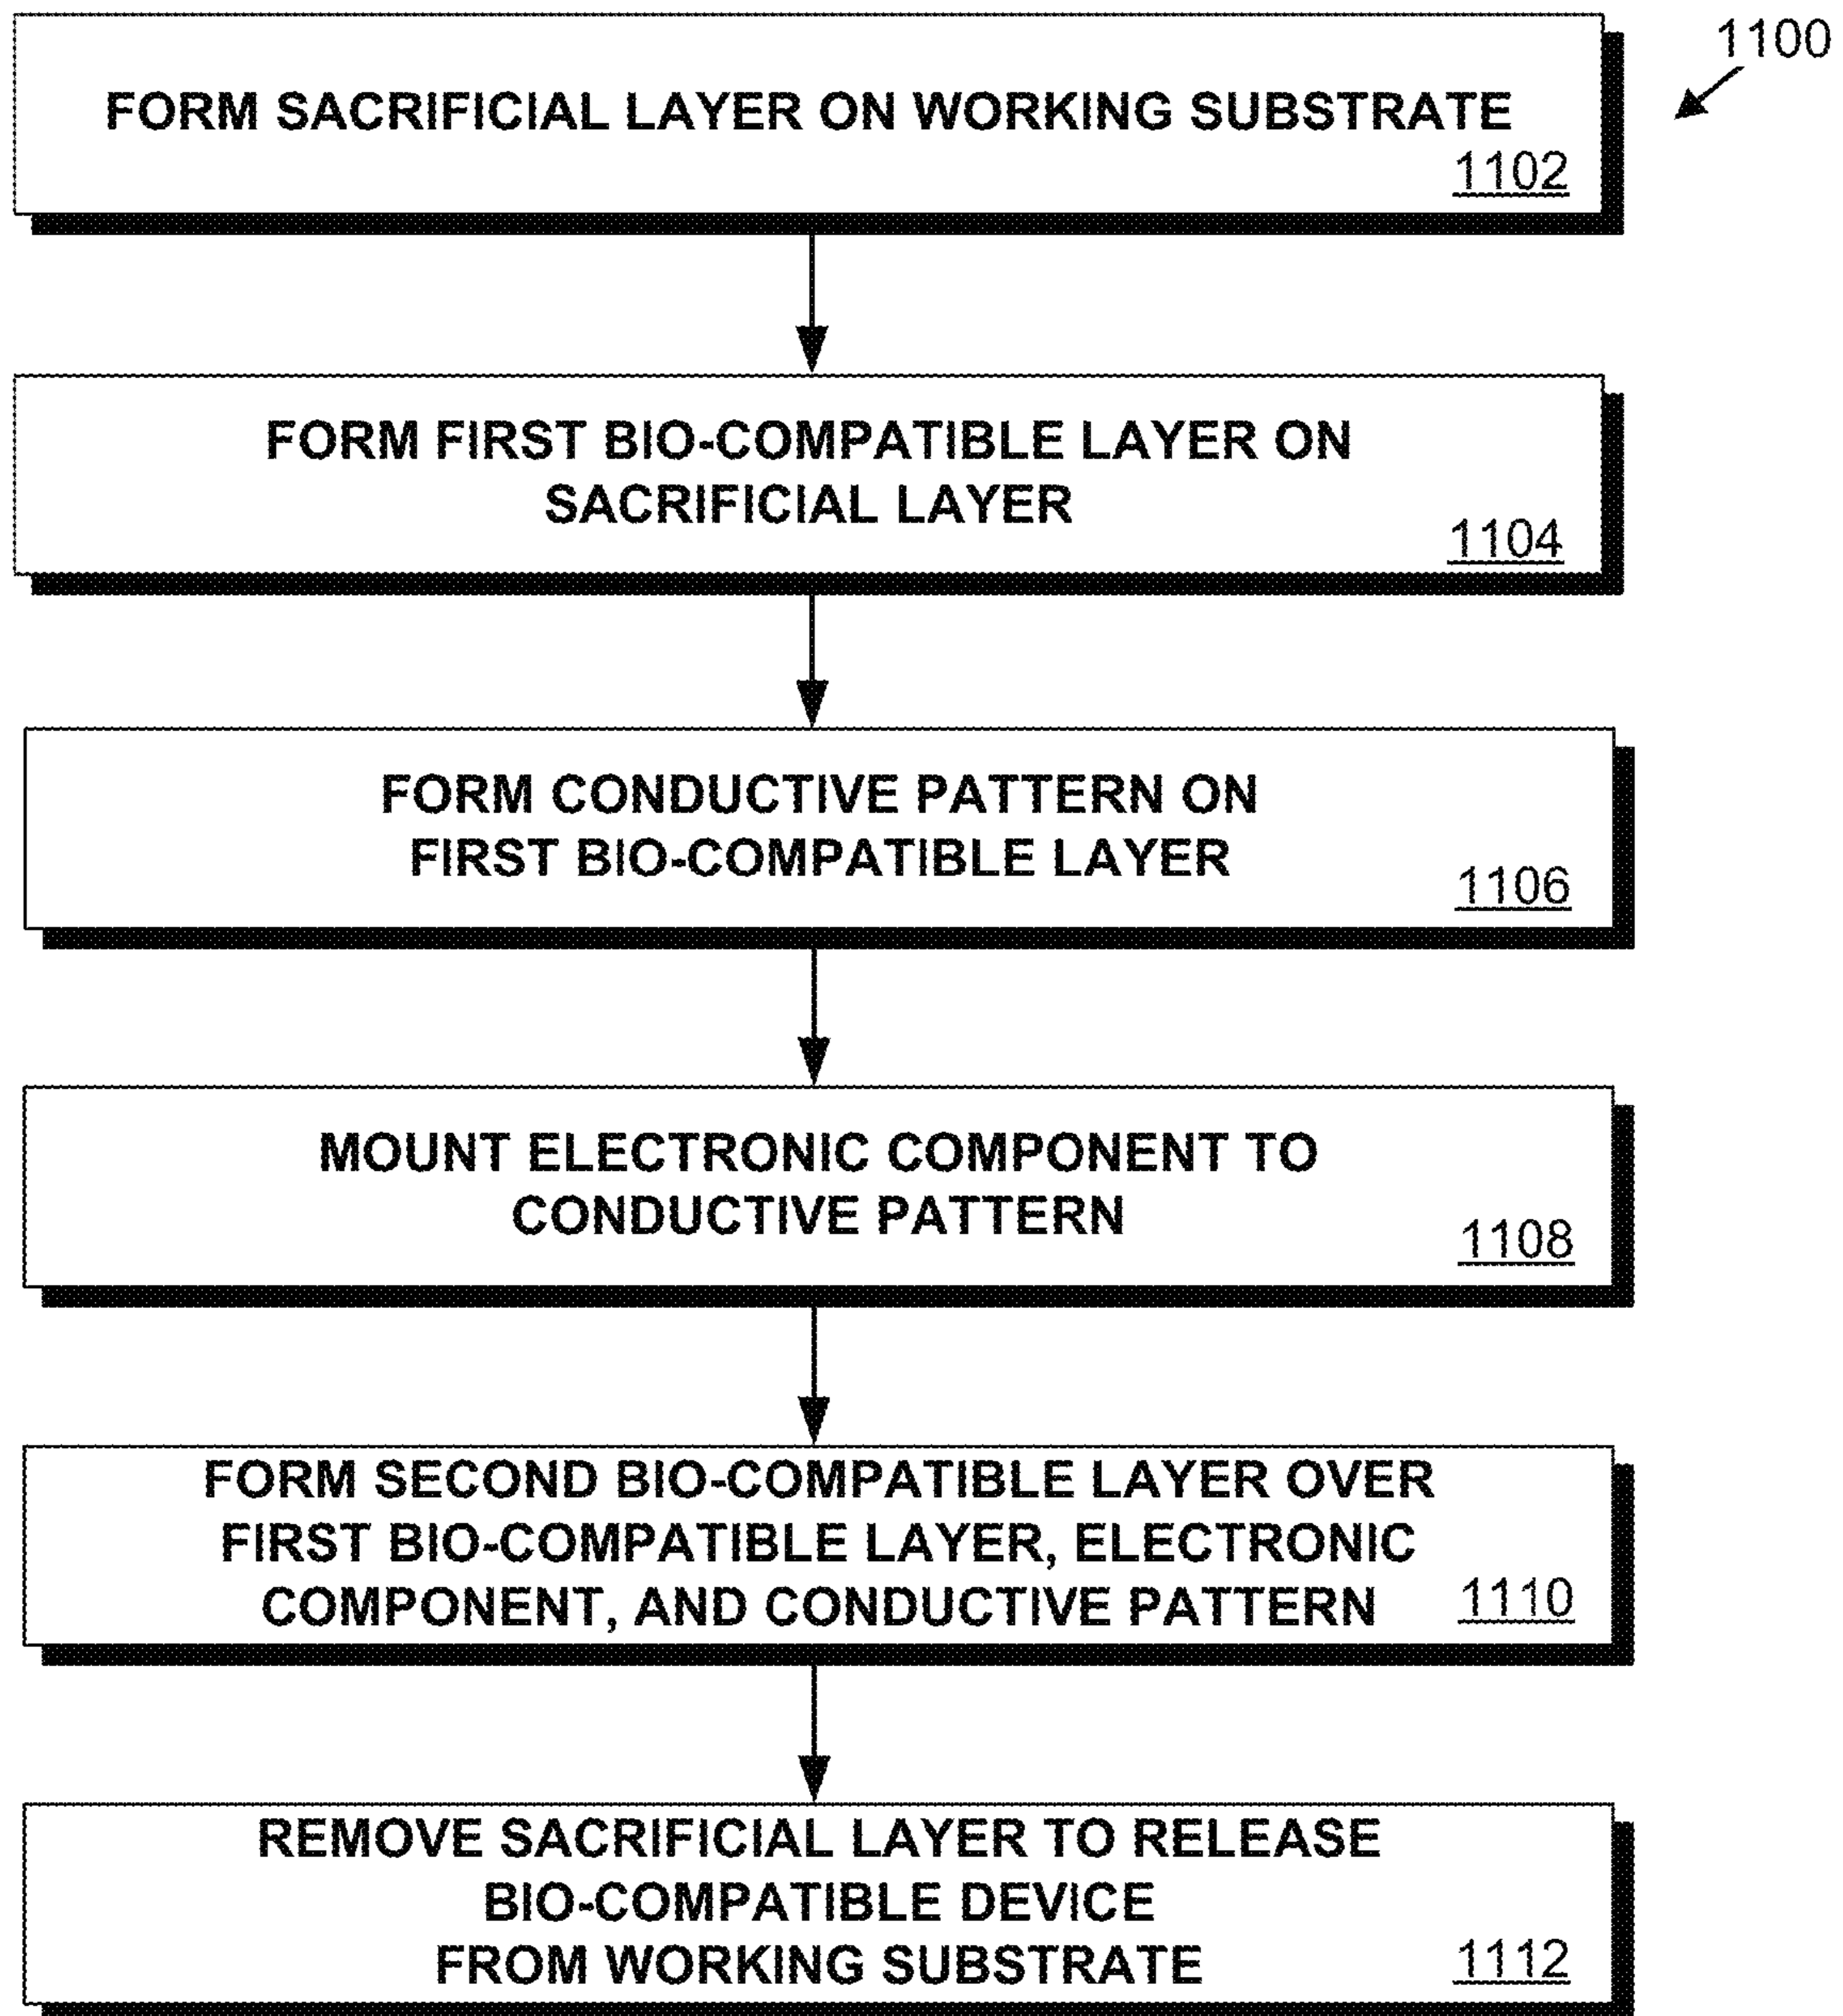 1100
FORM SACRIFICIAL LAYER ON WORKING SUBSTRATE
1102
FORM FIRST BIO-COMPATIBLE LAYER ON
SACRIFICIAL LAYER
1104
FORM CONDUCTIVE PATTERN ON
FIRST BIO-COMPATIBLE LAYER
1106
MOUNT ELECTRONIC COMPONENT TO
CONDUCTIVE PATTERN
1108
FORM SECOND BIO-COMPATIBLE LAYER OVER
FIRST BIO-COMPATIBLE LAYER, ELECTRONIC
COMPONENT, AND CONDUCTIVE PATTERN
1110
REMOVE SACRIFICIAL LAYER TO RELEASE
BIO-COMPATIBLE DEVICE
FROM WORKING SUBSTRATE
1112